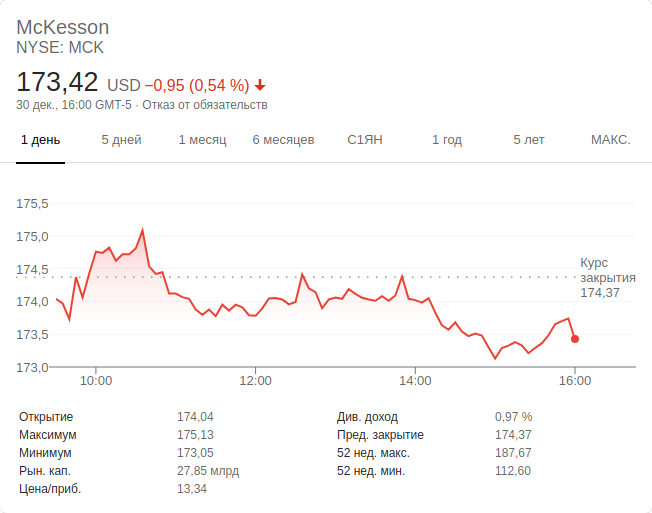 McKesson
NYSE: MCK
173,42 USD −0,95 (0,54 %)
30 дек., 16:00 GMT-5 · Отказ от обязательств
1 день 5 дней 1 месяц 6 месяцев С1ЯН 1 год 5 лет МАКС.
175,5
175,0
174,5
174,0
173,5
173,0
Курс
закрытия
174,37
10:00 12:00 14:00 16:00
Открытие 174,04 Див. доход 0,97 %
Максимум 175,13 Пред. закрытие 174,37
Минимум 173,05 52 нед. макс. 187,67
Рын. кап. 27,85 млрд 52 нед. мин. 112,60
Цена/приб. 13,34